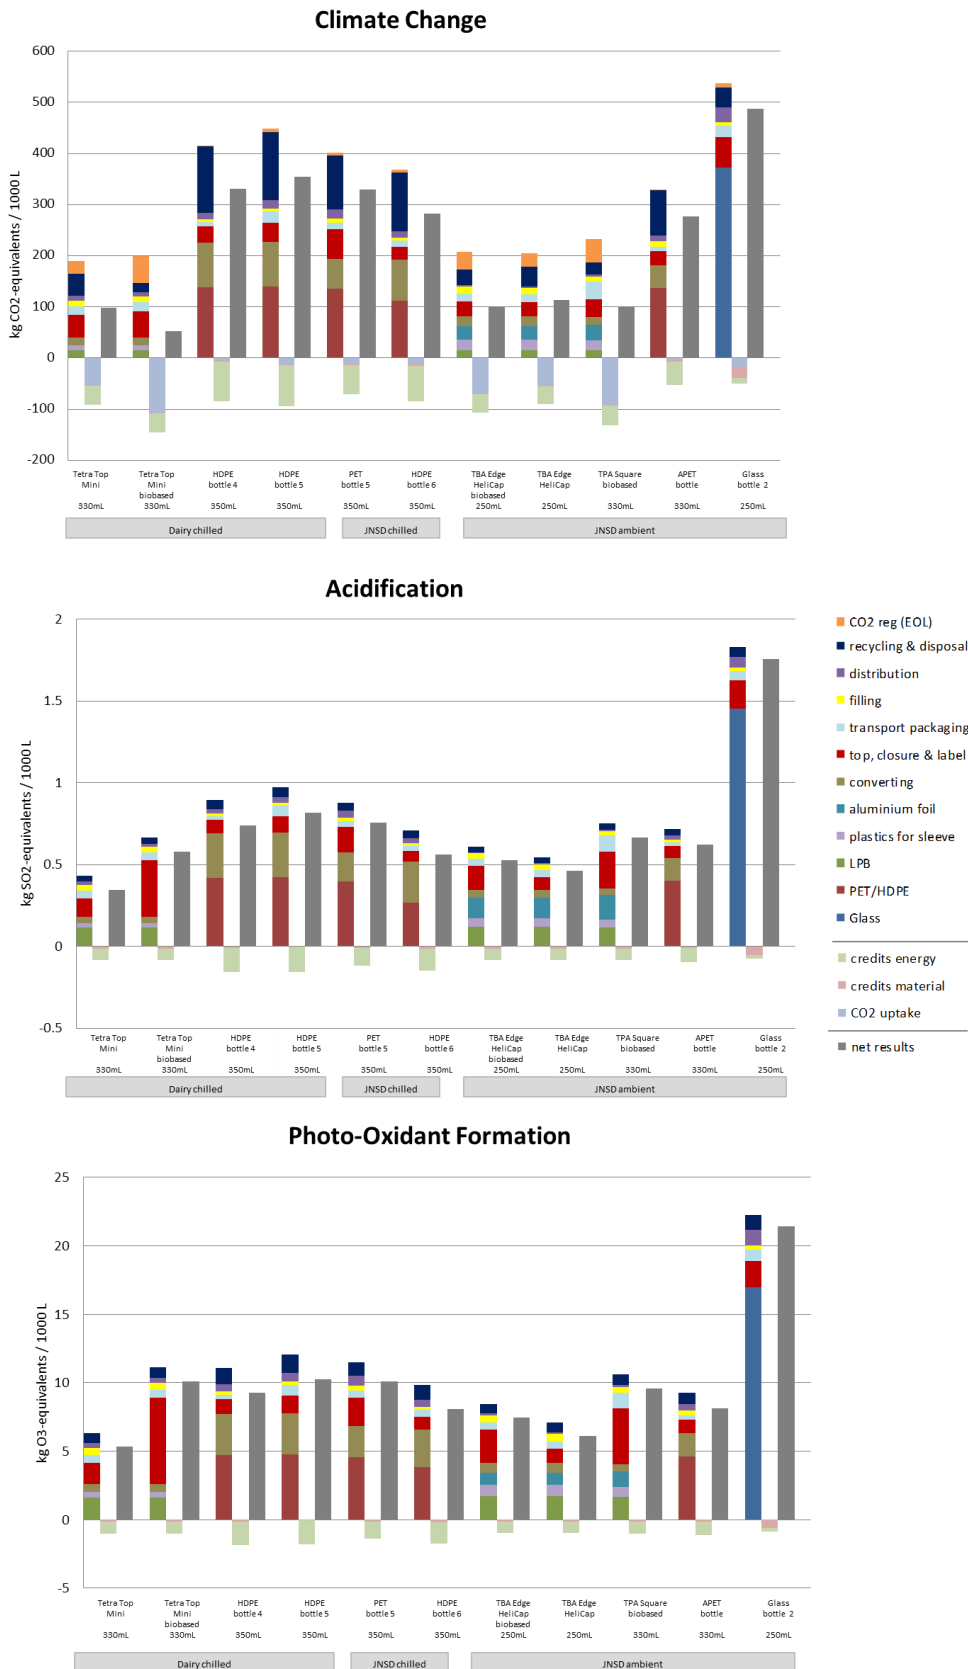 Climate Change
600
500
400
300
200
100
0
-100
-200
kg CO2-equivalents / 1000 L
Tetra Top Mini 330mL
Tetra Top Mini biobased 330mL
HDPE bottle 4 350mL
HDPE bottle 5 350mL
PET bottle 5 350mL
HDPE bottle 6 350mL
TBA Edge HeliCap biobased 250mL
TBA Edge HeliCap 250mL
TPA Square biobased 330mL
APET bottle 330mL
Glass bottle 2 250mL
Dairy chilled
JNSD chilled
JNSD ambient
Acidification
2
1.5
1
0.5
0
-0.5
kg SO2-equivalents / 1000 L
Tetra Top Mini 330mL
Tetra Top Mini biobased 330mL
HDPE bottle 4 350mL
HDPE bottle 5 350mL
PET bottle 5 350mL
HDPE bottle 6 350mL
TBA Edge HeliCap biobased 250mL
TBA Edge HeliCap 250mL
TPA Square biobased 330mL
APET bottle 330mL
Glass bottle 2 250mL
Dairy chilled
JNSD chilled
JNSD ambient
CO2 reg (EOL)
recycling & disposal
distribution
filling
transport packaging
top, closure & label
converting
aluminium foil
plastics for sleeve
LPB
PET/HDPE
Glass
credits energy
credits material
CO2 uptake
net results
Photo-Oxidant Formation
25
20
15
10
5
0
-5
kg O3-equivalents / 1000 L
Tetra Top Mini 330mL
Tetra Top Mini biobased 330mL
HDPE bottle 4 350mL
HDPE bottle 5 350mL
PET bottle 5 350mL
HDPE bottle 6 350mL
TBA Edge HeliCap biobased 250mL
TBA Edge HeliCap 250mL
TPA Square biobased 330mL
APET bottle 330mL
Glass bottle 2 250mL
Dairy chilled
JNSD chilled
JNSD ambient